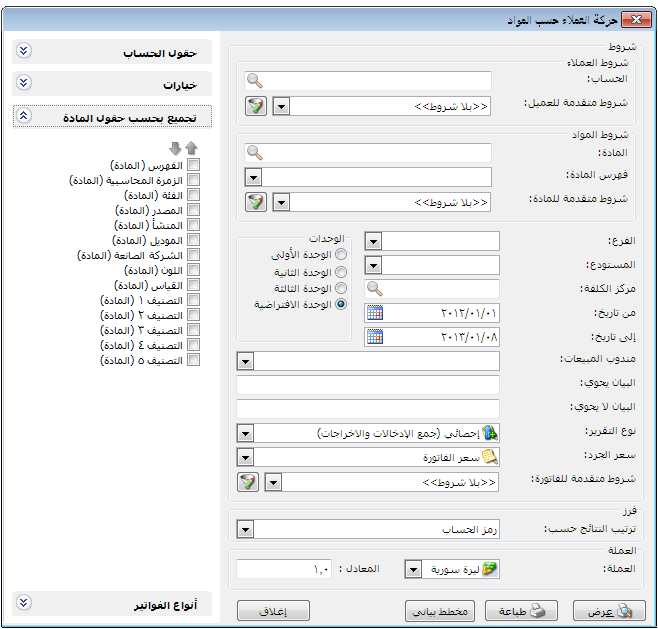 حركة العملاء حسب المواد
شروط
شروط العملاء
الحساب:
شروط متقدمة للعميل: <<بلا شروط>>
شروط المواد
المادة:
فهرس المادة:
شروط متقدمة للمادة: <<بلا شروط>>
الفرع:
المستودع:
مركز الكلفة:
من تاريخ: ٢٠١٢/٠١/٠١
إلى تاريخ: ٢٠١٣/٠١/٠٨
الوحدات
الوحدة الأولى
الوحدة الثانية
الوحدة الثالثة
الوحدة الافتراضية
مندوب المبيعات:
البيان يحوي:
البيان لا يحوي:
نوع التقرير: إحصائي (جمع الإدخالات والاخراجات)
سعر الجرد: سعر الفاتورة
شروط متقدمة للفاتورة: <<بلا شروط>>
فرز
ترتيب النتائج حسب: رمز الحساب
العملة
العملة: ليرة سورية المعادل : ١,٠
عرض طباعة مخطط بياني إغلاق
حقول الحساب
خيارات
تجميع بحسب حقول المادة
الفهرس (المادة)
الزمرة المحاسبية (المادة)
الفئة (المادة)
المصدر (المادة)
المنشأ (المادة)
الموديل (المادة)
الشركة الصانعة (المادة)
اللون (المادة)
القياس (المادة)
التصنيف ١ (المادة)
التصنيف ٢ (المادة)
التصنيف ٣ (المادة)
التصنيف ٤ (المادة)
التصنيف ٥ (المادة)
أنواع الفواتير